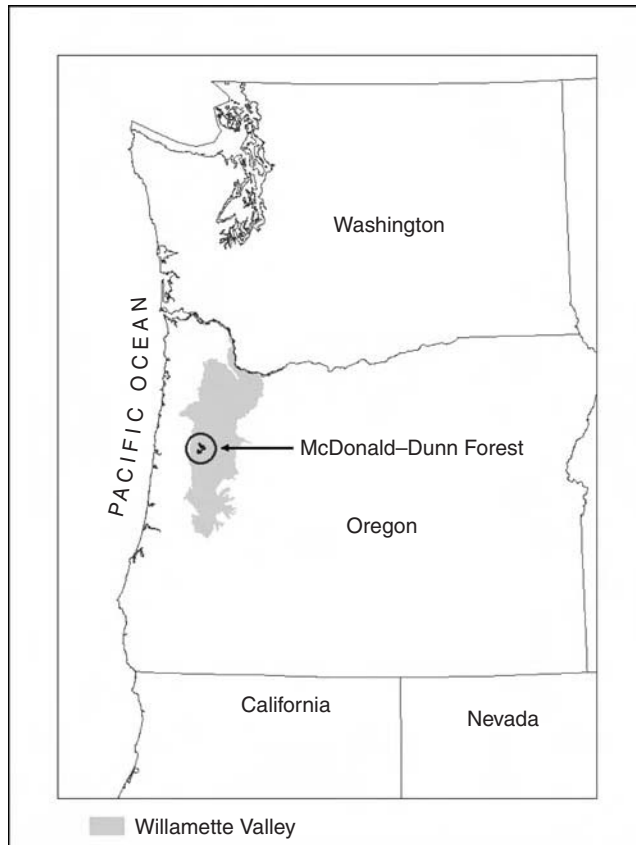 Washington
PACIFIC OCEAN
McDonald–Dunn Forest
Oregon
California
Nevada
Willamette Valley